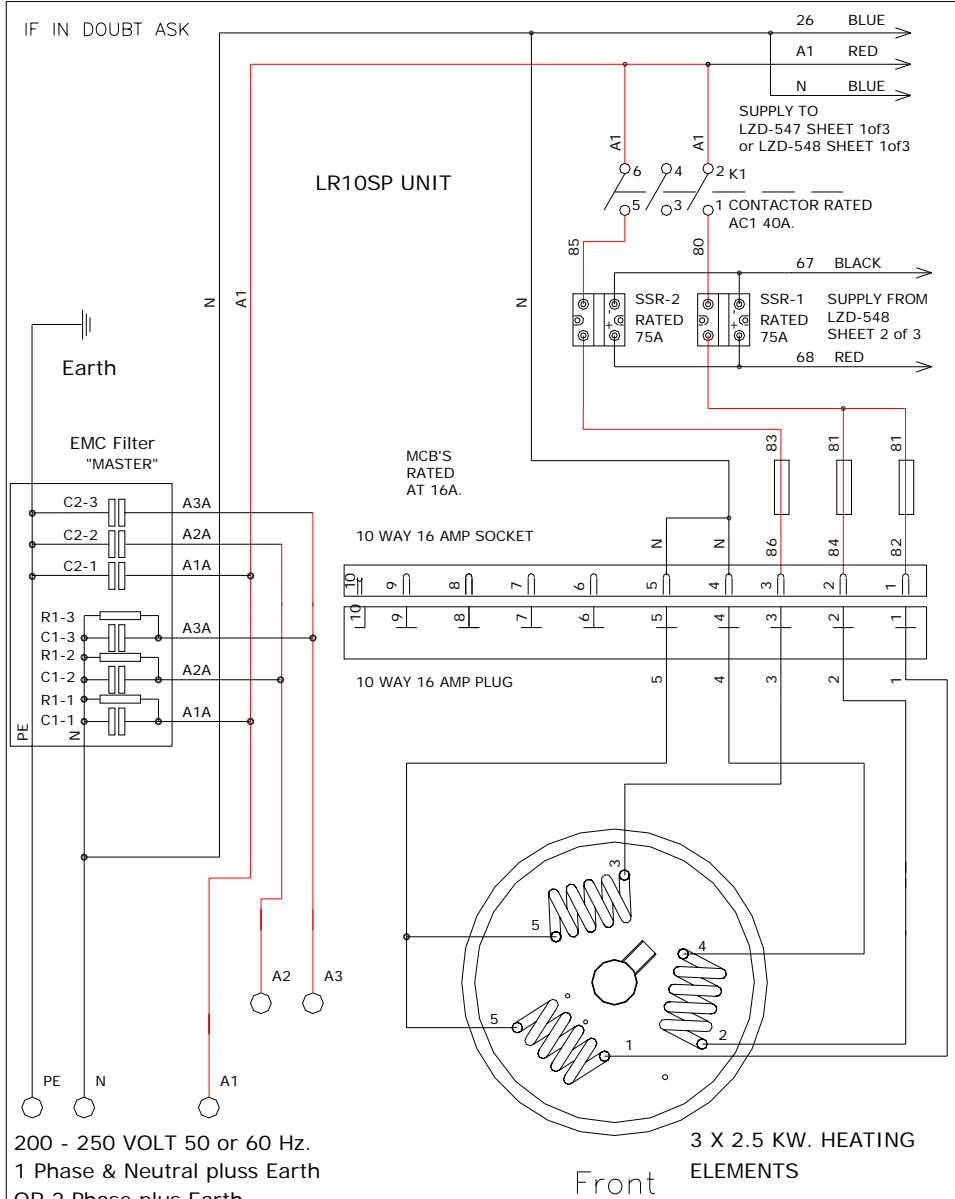 IF IN DOUBT ASK
26 BLUE
A1 RED
N BLUE
SUPPLY TO
LZD-547 SHEET 1of3
or LZD-548 SHEET 1of3
A1
A1
6
4
2
K1
LR10SP UNIT
5
3
1
CONTACTOR RATED
AC1 40A.
85
80
67 BLACK
N
A1
N
SSR-2
RATED
75A
SSR-1
RATED
75A
SUPPLY FROM
LZD-548
SHEET 2 of 3
- +
- +
68 RED
Earth
EMC Filter
"MASTER"
MCB'S
RATED
AT 16A.
83
81
81
C2-3
A3A
C2-2
A2A
C2-1
A1A
10 WAY 16 AMP SOCKET
N
N
86
84
82
10 9 8 7 6 5 4 3 2 1
10 9 8 7 6 5 4 3 2 1
R1-3
C1-3
A3A
R1-2
C1-2
A2A
R1-1
C1-1
A1A
PE
N
10 WAY 16 AMP PLUG
5
4
3
2
1
3
5
4
5
1
2
A2
A3
PE
N
A1
200 - 250 VOLT 50 or 60 Hz.
1 Phase & Neutral pluss Earth
OR 2 Phase plus Earth
3 X 2.5 KW. HEATING
ELEMENTS
Front